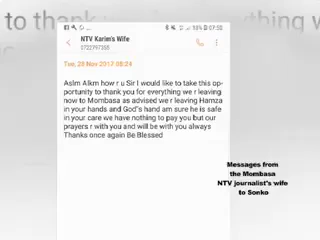 to thank y
NTV Karim's Wife
0722797388
Tue, 28 Nov 2017 08:24
Aslm Alkm how r u Sir I would like to take this op-
portunity to thank you for everything we r leaving
now to Mombasa as advised we r leaving Hamza
in your hands and God's hand am sure he is safe
in your care we have nothing to pay you but our
prayers r with you and will be with you always
Thanks once again Be Blessed
Messages from
the Mombasa
NTV journalist's wife
to Sonko